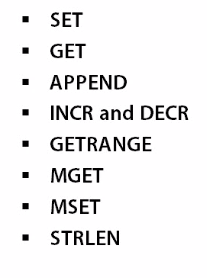 ▪ SET
▪ GET
▪ APPEND
▪ INCR and DECR
▪ GETRANGE
▪ MGET
▪ MSET
▪ STRLEN